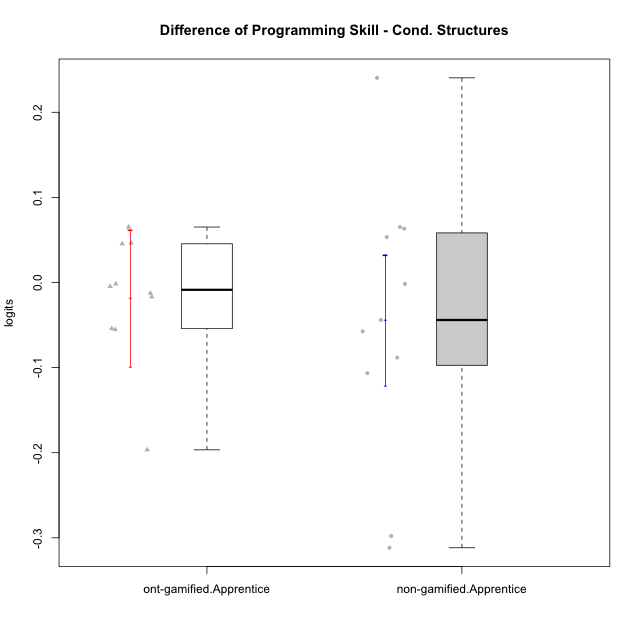 Difference of Programming Skill - Cond. Structures
logits
0.2
0.1
0.0
-0.1
-0.2
-0.3
ont-gamified.Apprentice
non-gamified.Apprentice